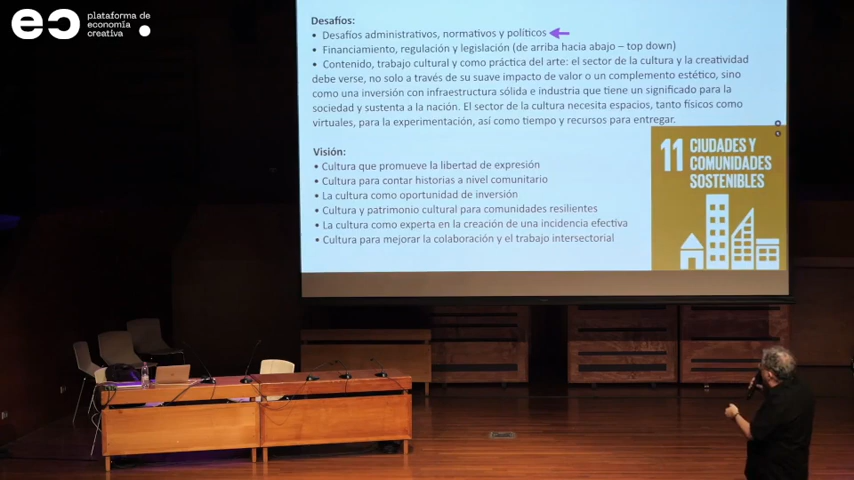 plataforma de
economía
creativa
Desafíos:
• Desafíos administrativos, normativos y políticos
• Financiamiento, regulación y legislación (de arriba hacia abajo – top down)
• Contenido, trabajo cultural y como práctica del arte: el sector de la cultura y la creatividad
debe verse, no solo a través de su suave impacto de valor o un complemento estético, sino
como una inversión con infraestructura sólida e industria que tiene un significado para la
sociedad y sustenta a la nación. El sector de la cultura necesita espacios, tanto físicos como
virtuales, para la experimentación, así como tiempo y recursos para entregar.
Visión:
• Cultura que promueve la libertad de expresión
• Cultura para contar historias a nivel comunitario
• La cultura como oportunidad de inversión
• Cultura y patrimonio cultural para comunidades resilientes
• La cultura como experta en la creación de una incidencia efectiva
• Cultura para mejorar la colaboración y el trabajo intersectorial
11 CIUDADES Y
COMUNIDADES
SOSTENIBLES